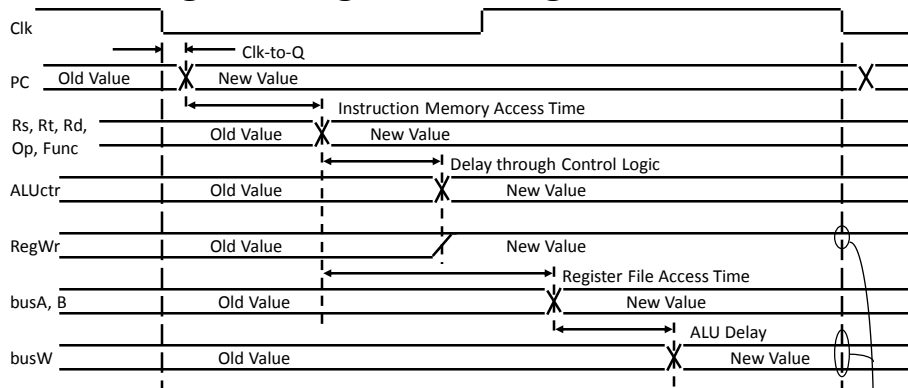 Clk
Clk-to-Q
PC Old Value New Value
Instruction Memory Access Time
Rs, Rt, Rd,
Op, Func
Old Value New Value
Delay through Control Logic
ALUctr Old Value New Value
RegWr Old Value New Value
Register File Access Time
busA, B Old Value New Value
ALU Delay
busW Old Value New Value